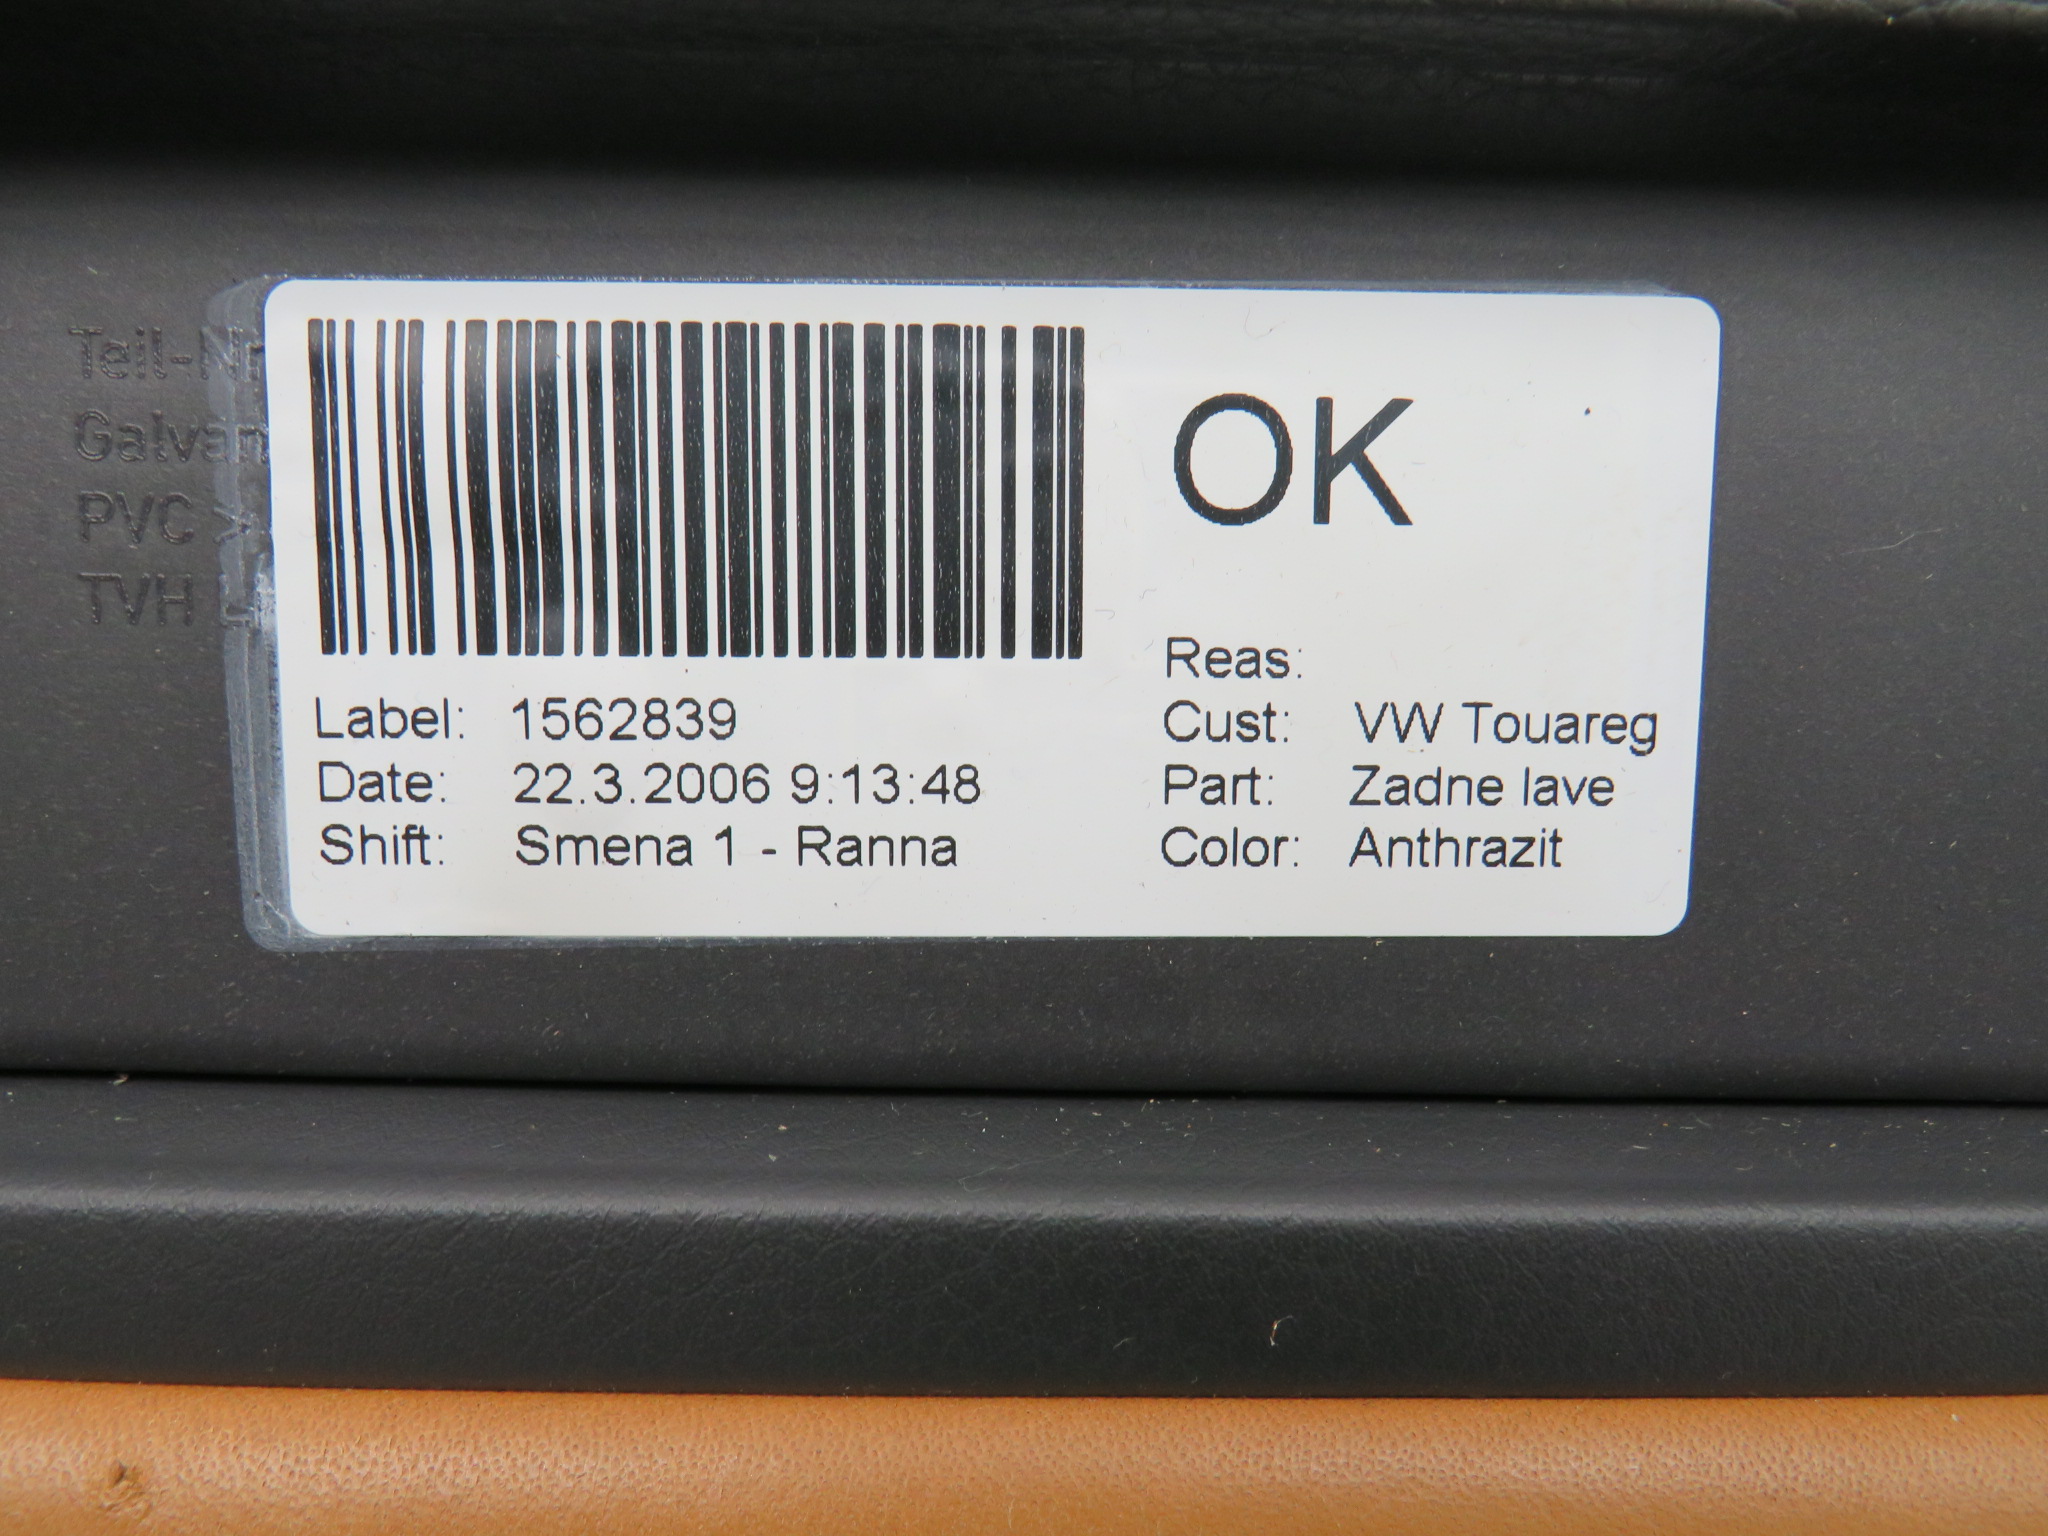 Teil-Nr
Galvan
PVC >
TVH
OK
Reas:
Label: 1562839
Cust: VW Touareg
Date: 22.3.2006 9:13:48
Part: Zadne lave
Shift: Smena 1 - Ranna
Color: Anthrazit